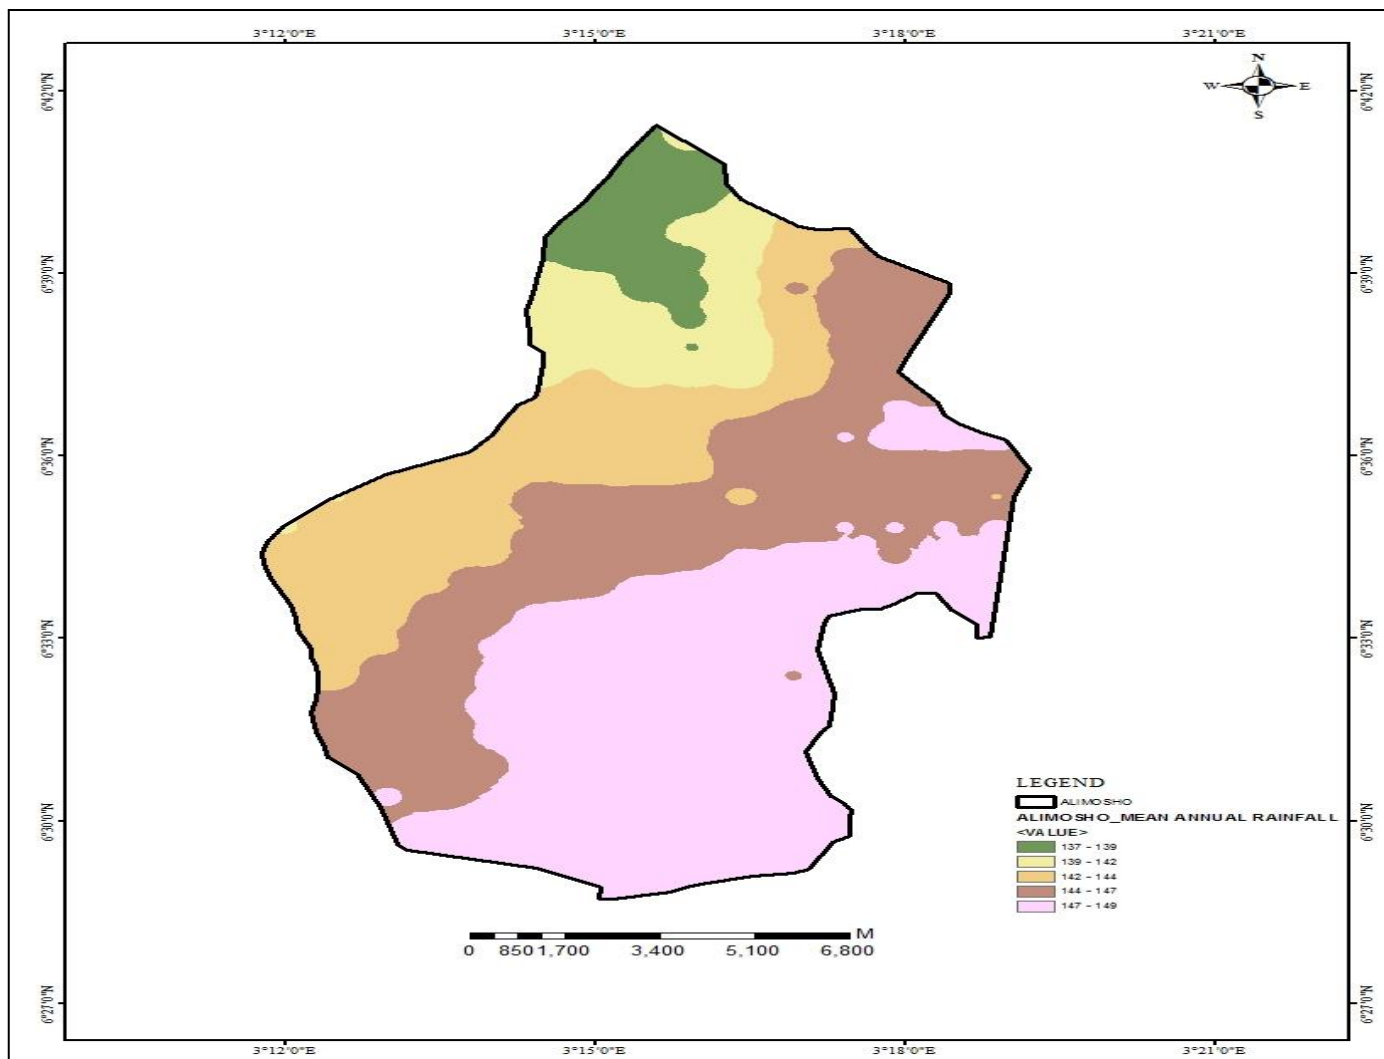 3°12'0"E 3°15'0"E 3°18'0"E 3°21'0"E
N
W E
S
6°42'0"N 6°42'0"N
6°39'0"N 6°39'0"N
6°36'0"N 6°36'0"N
6°33'0"N 6°33'0"N
LEGEND
ALIMOSHO
ALIMOSHO_MEAN ANNUAL RAINFALL
<VALUE>
6°30'0"N 6°30'0"N
137 - 139
139 - 142
142 - 144
144 - 147
147 - 149
M
0 850 1,700 3,400 5,100 6,800
6°27'0"N 6°27'0"N
3°12'0"E 3°15'0"E 3°18'0"E 3°21'0"E